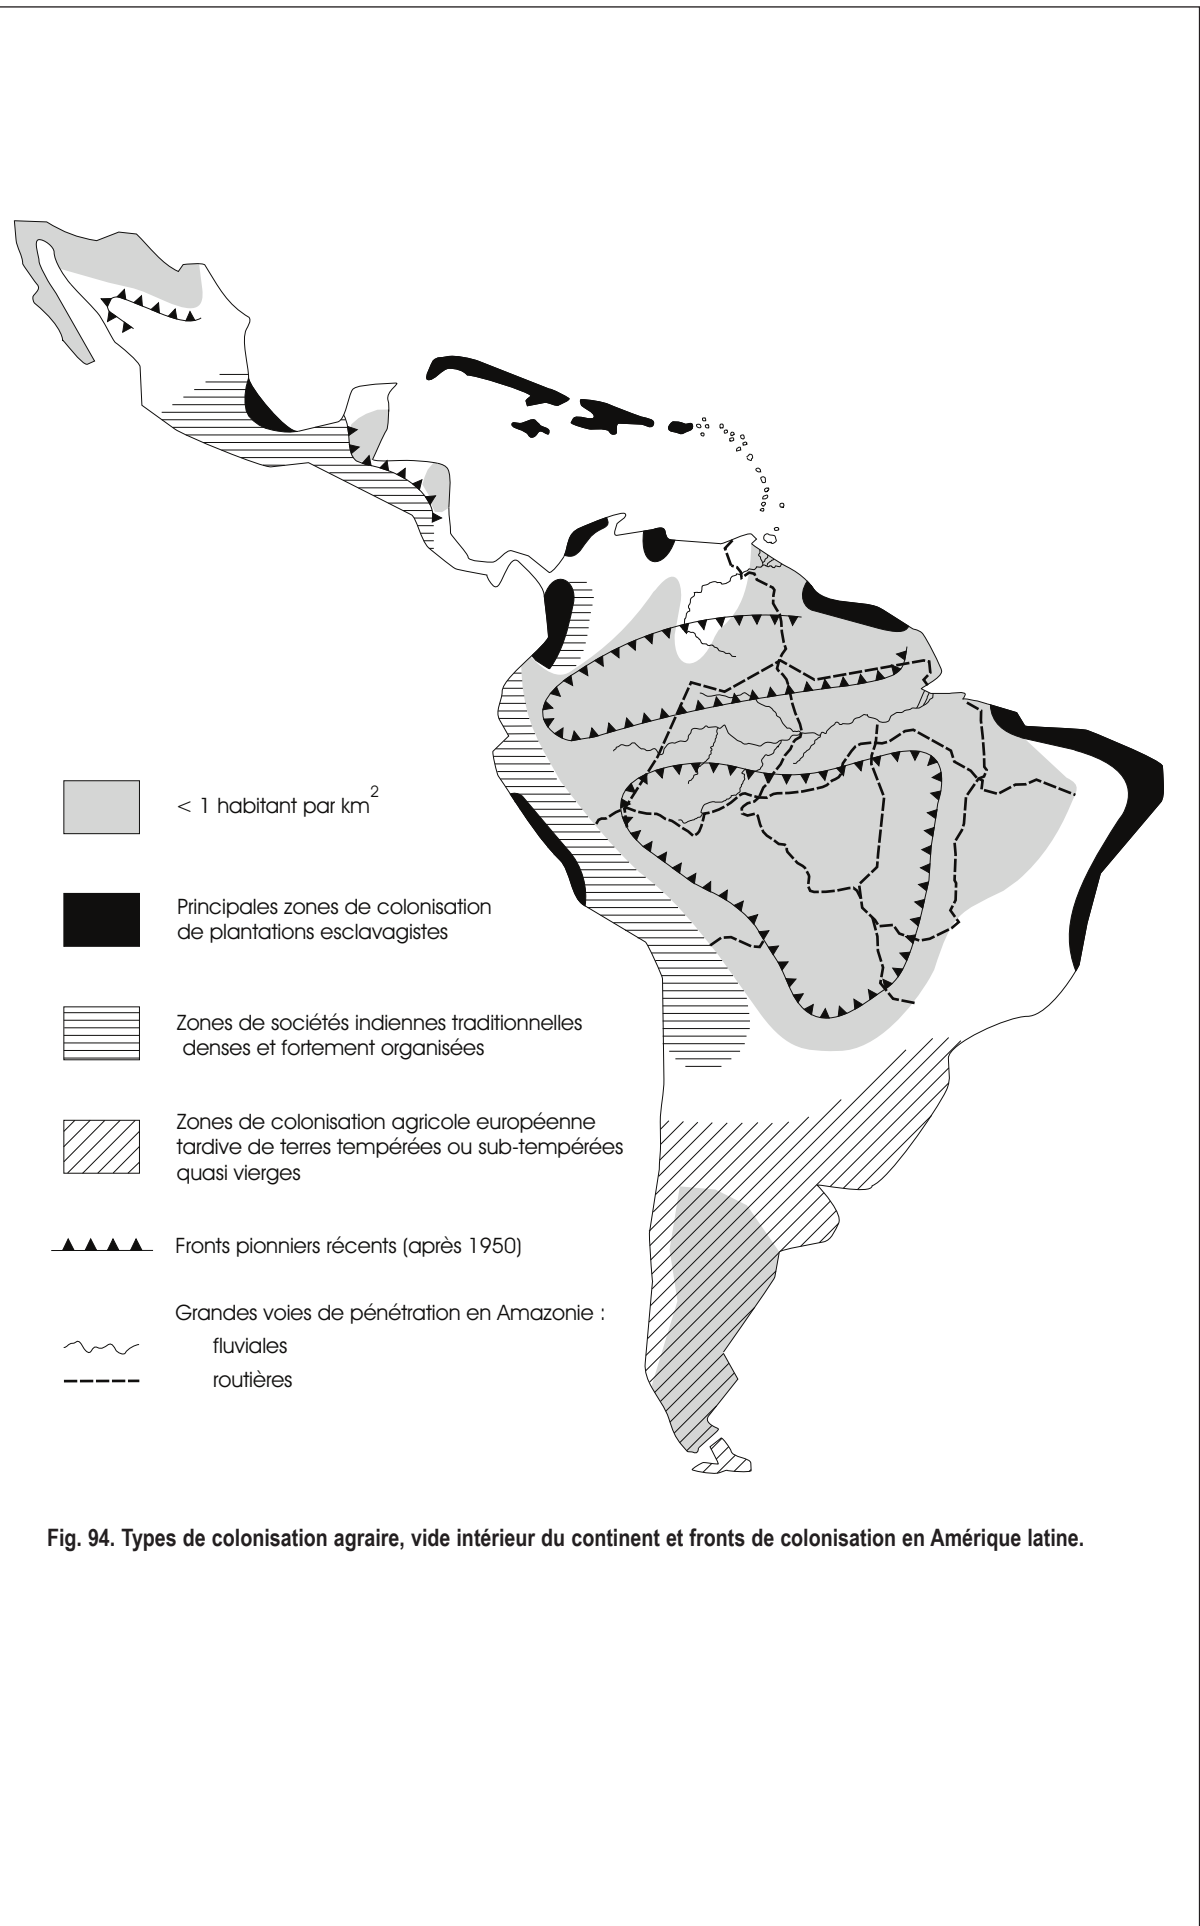 < 1 habitant par km2
Principales zones de colonisation
de plantations esclavagistes
Zones de sociétés indiennes traditionnelles
denses et fortement organisées
Zones de colonisation agricole européenne
tardive de terres tempérées ou sub-tempérées
quasi vierges
Fronts pionniers récents (après 1950)
Grandes voies de pénétration en Amazonie :
fluviales
routières
Fig. 94. Types de colonisation agraire, vide intérieur du continent et fronts de colonisation en Amérique latine.